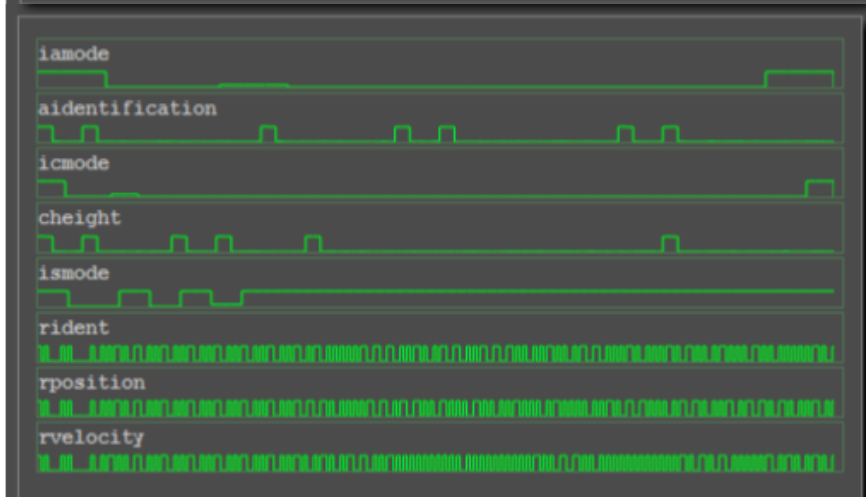 iamode
aidentification
icmode
cheight
ismode
rident
rposition
rvelocity